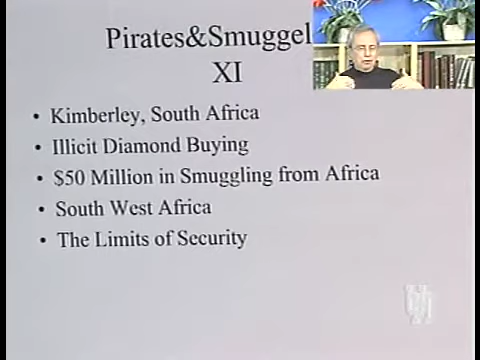 Pirates&Smuggel
XI
• Kimberley, South Africa
• Illicit Diamond Buying
• $50 Million in Smuggling from Africa
• South West Africa
• The Limits of Security